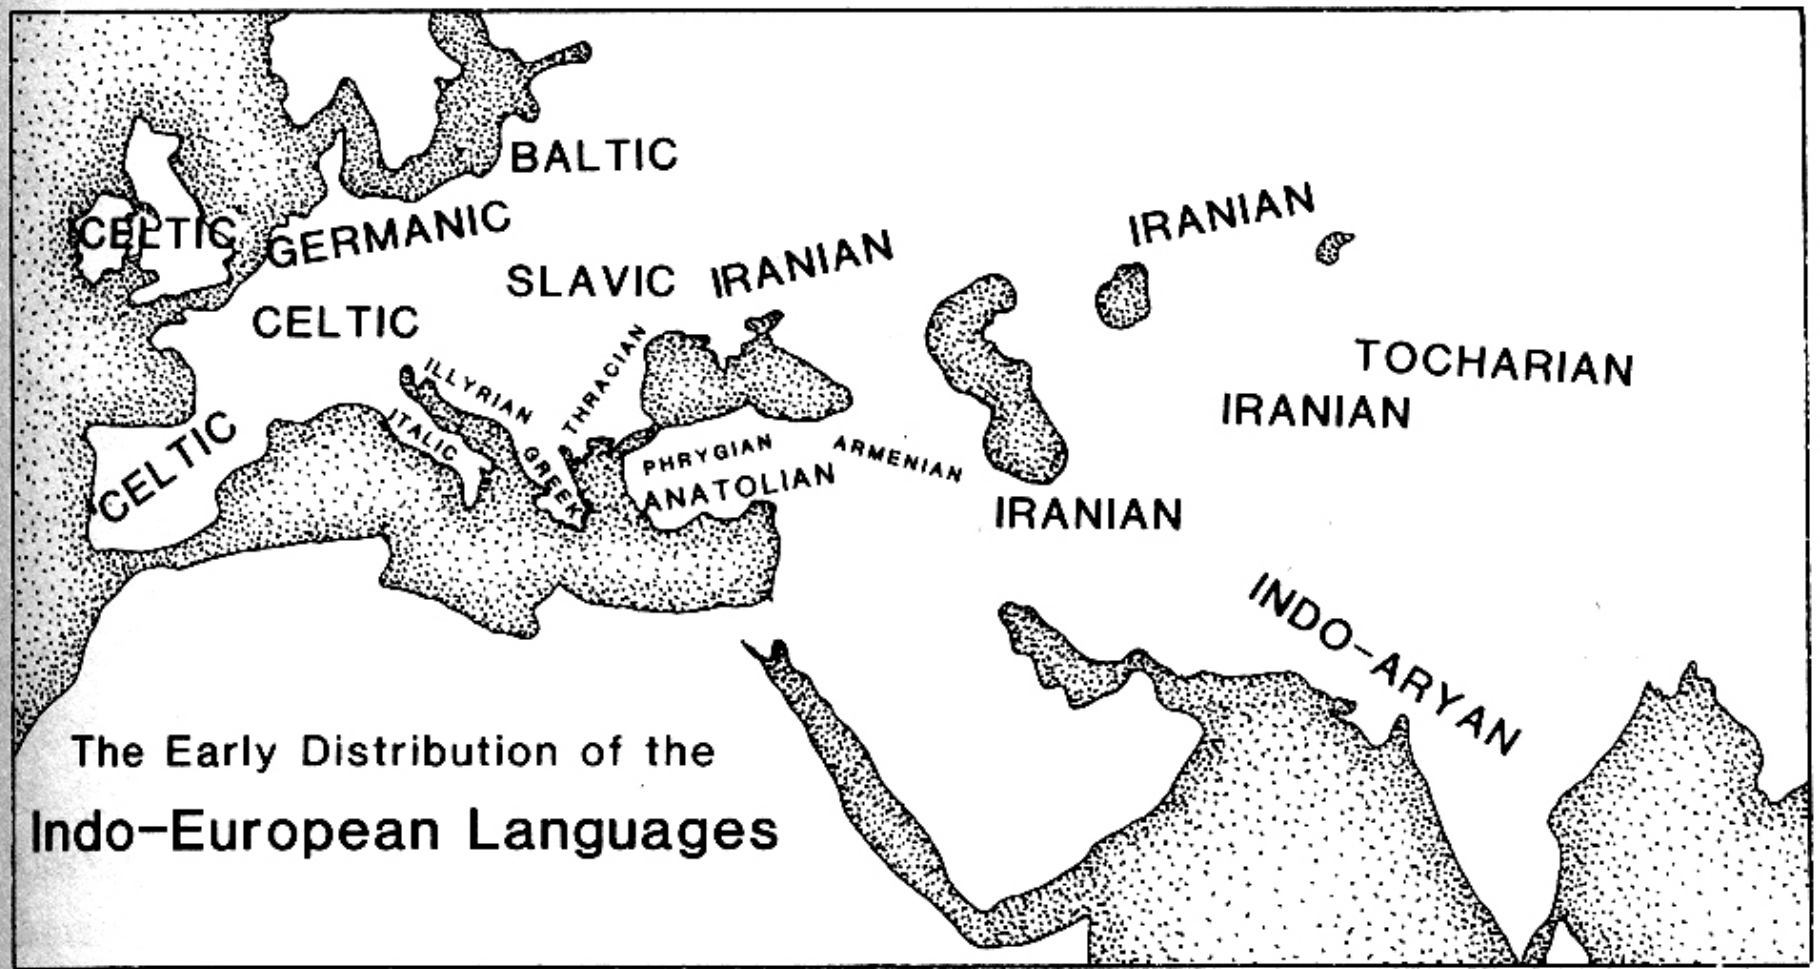 BALTIC
IRANIAN
CELTIC
GERMANIC
SLAVIC
IRANIAN
CELTIC
THRACIAN
ILLYRIAN
TOCHARIAN
IRANIAN
CELTIC
ITALIC
GREEK
PHRYGIAN
ARMENIAN
ANATOLIAN
IRANIAN
INDO-ARYAN
The Early Distribution of the
Indo-European Languages